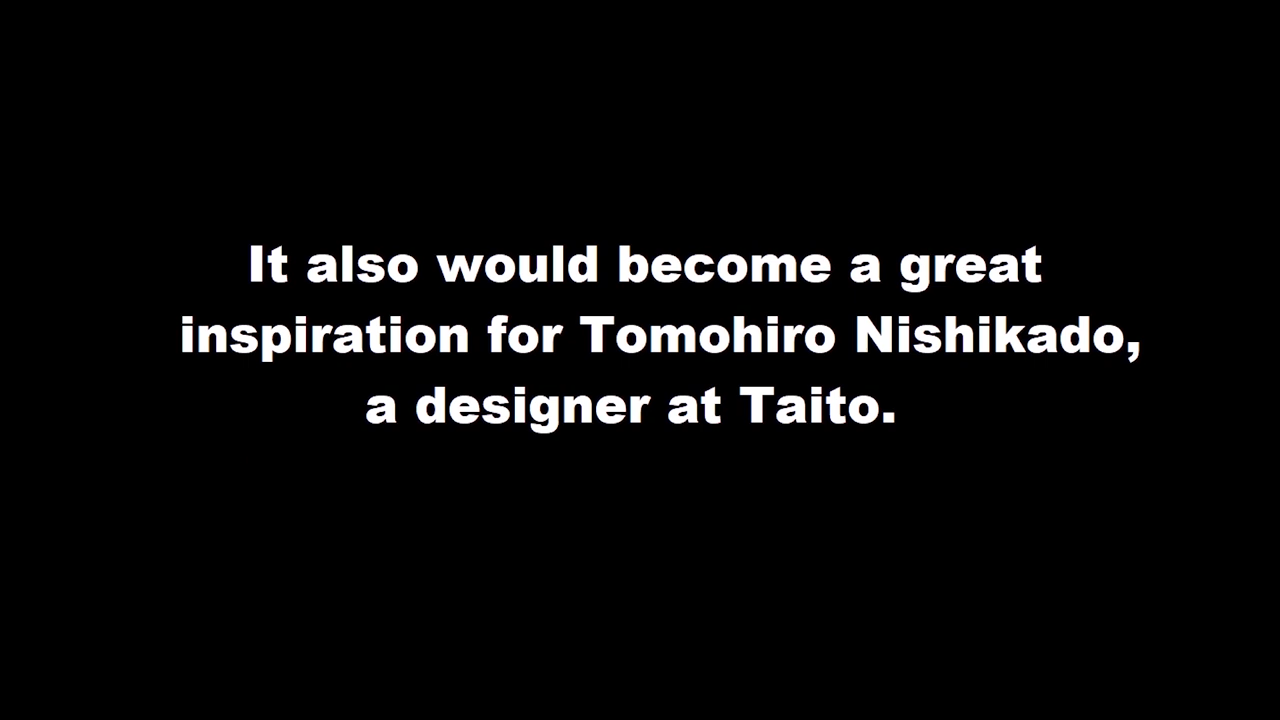 It also would become a great
inspiration for Tomohiro Nishikado,
a designer at Taito.